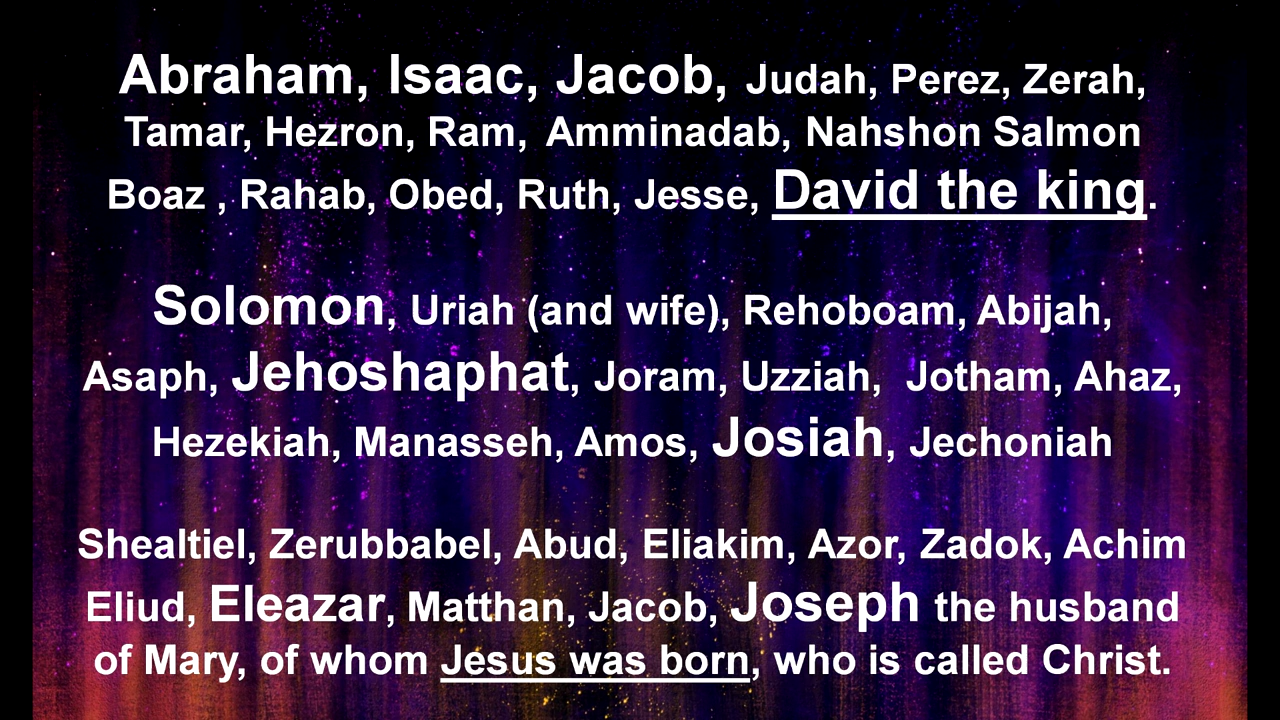 Abraham, Isaac, Jacob, Judah, Perez, Zerah,
Tamar, Hezron, Ram, Amminadab, Nahshon Salmon
Boaz , Rahab, Obed, Ruth, Jesse, David the king.
Solomon, Uriah (and wife), Rehoboam, Abijah,
Asaph, Jehoshaphat, Joram, Uzziah, Jotham, Ahaz,
Hezekiah, Manasseh, Amos, Josiah, Jechoniah
Shealtiel, Zerubbabel, Abud, Eliakim, Azor, Zadok, Achim
Eliud, Eleazar, Matthan, Jacob, Joseph the husband
of Mary, of whom Jesus was born, who is called Christ.